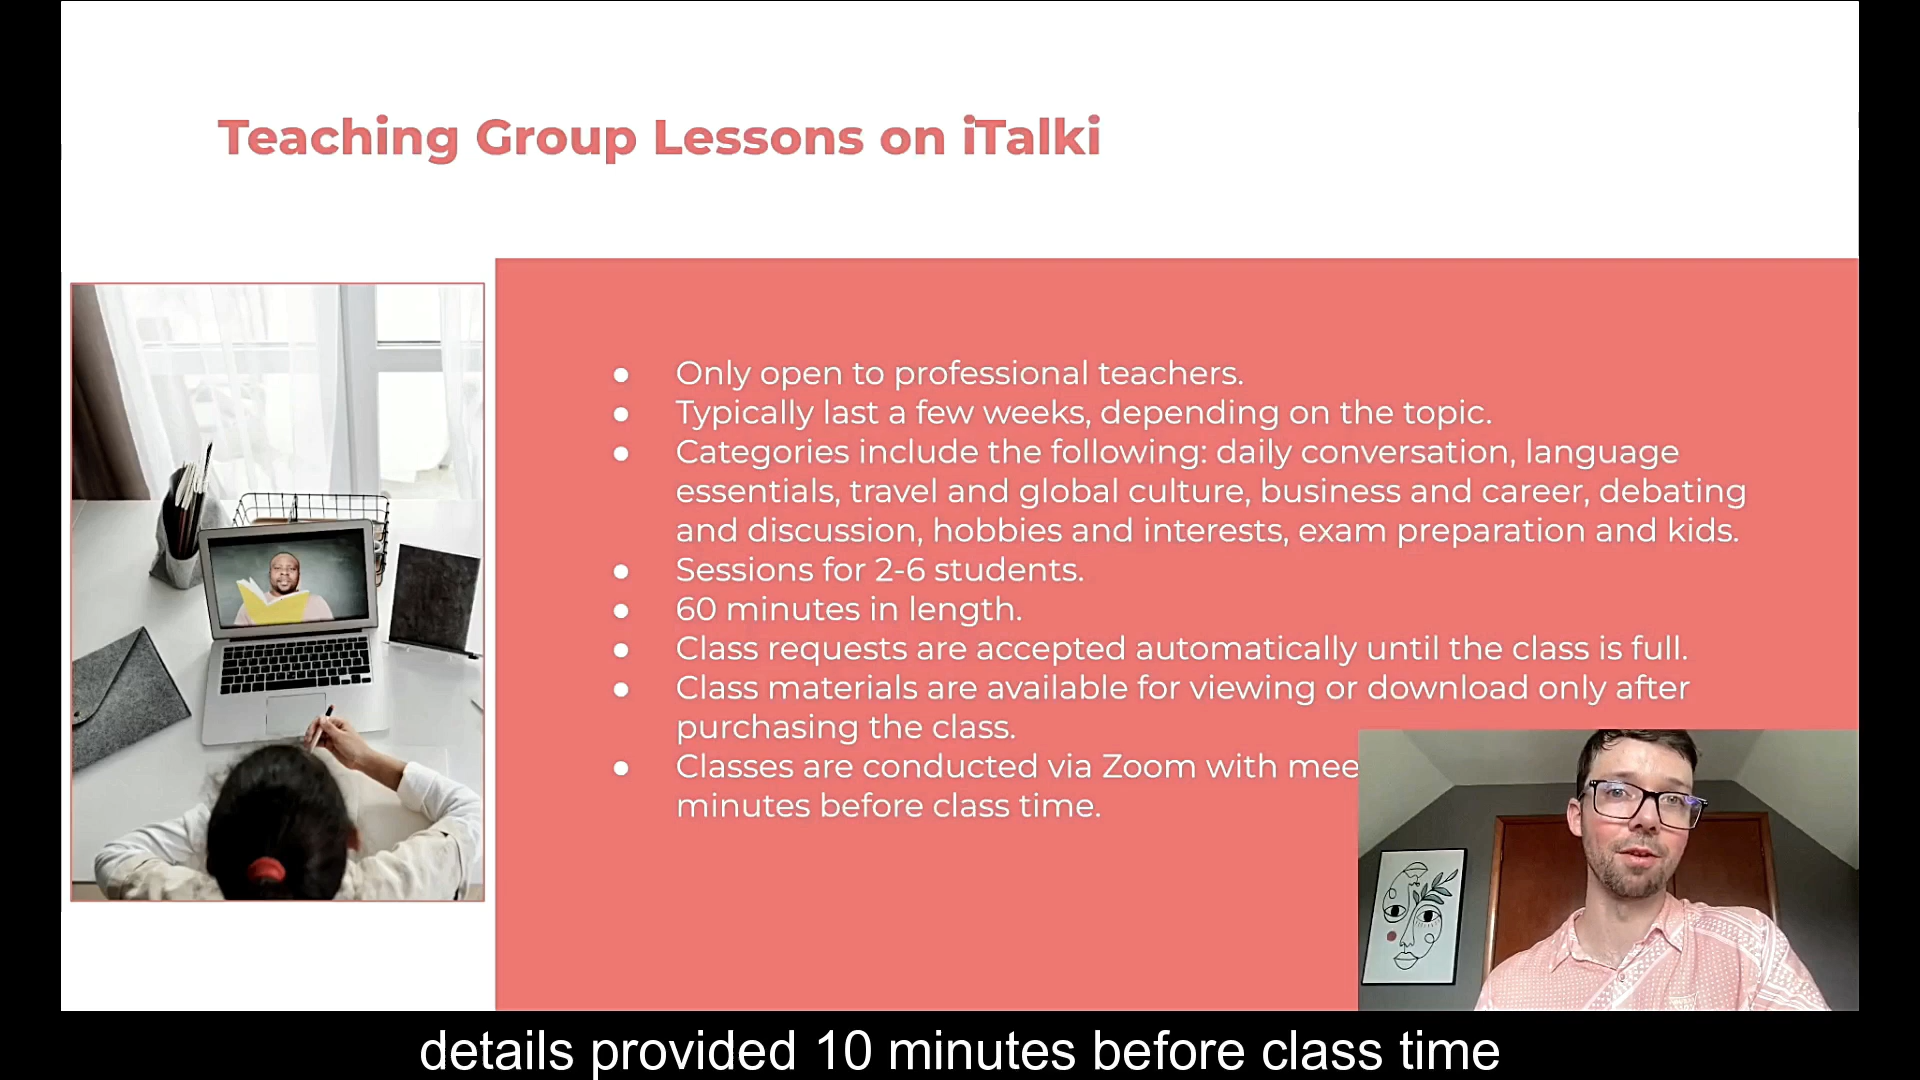 Teaching Group Lessons on iTalki
● Only open to professional teachers.
● Typically last a few weeks, depending on the topic.
● Categories include the following: daily conversation, language
essentials, travel and global culture, business and career, debating
and discussion, hobbies and interests, exam preparation and kids.
● Sessions for 2-6 students.
● 60 minutes in length.
● Class requests are accepted automatically until the class is full.
● Class materials are available for viewing or download only after
purchasing the class.
● Classes are conducted via Zoom with
minutes before class time.
details provided 10 minutes before class time